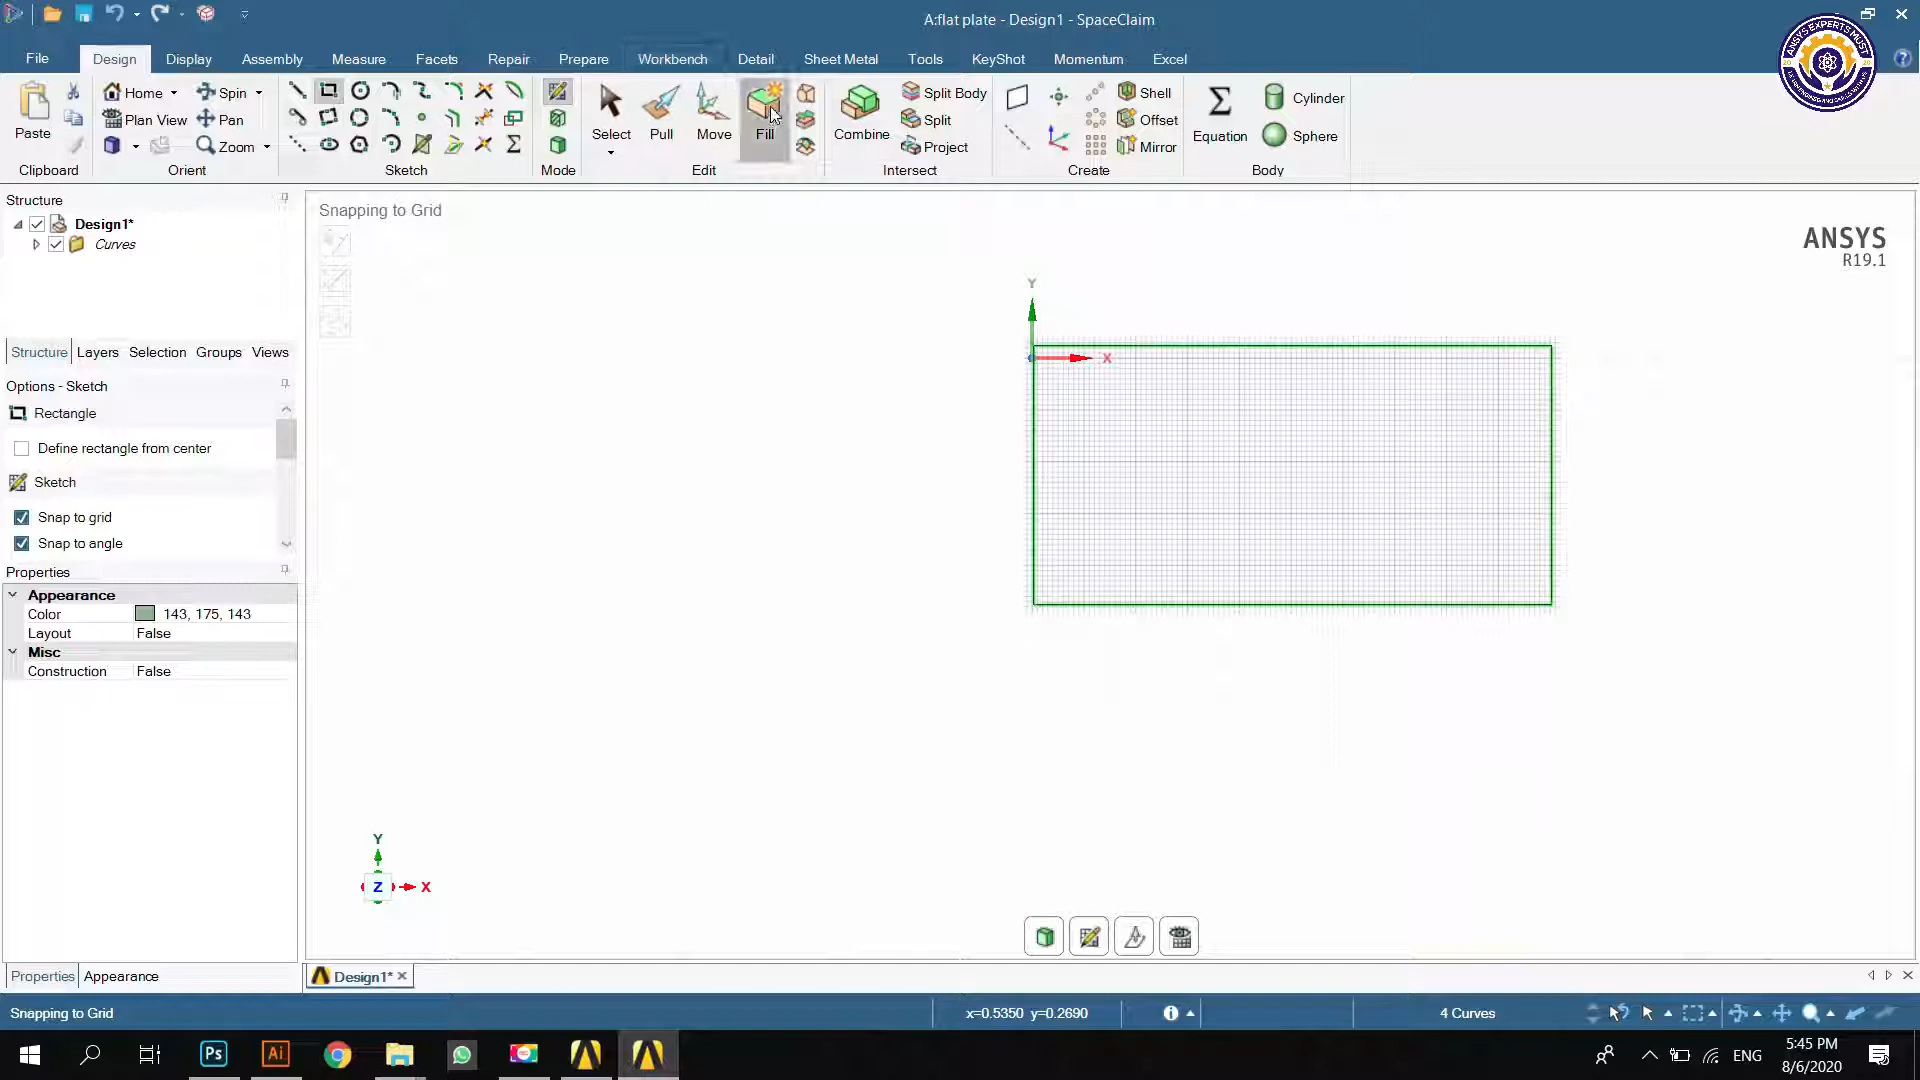 A:flat plate - Design1 - SpaceClaim
File Design Display Assembly Measure Facets Repair Prepare Workbench Detail Sheet Metal Tools KeyShot Momentum Excel
ANSYS EXPERTS MUST
Paste
Home Spin
Plan View Pan
Zoom
Select Pull Move Fill
Combine
Split Body
Split
Project
Shell
Offset
Mirror
Equation
Cylinder
Sphere
Clipboard Orient Sketch Mode Edit Intersect Create Body
Structure
Design1*
Curves
Structure Layers Selection Groups Views
Options - Sketch
Rectangle
Define rectangle from center
Sketch
Snap to grid
Snap to angle
Properties
Appearance
Color 143, 175, 143
Layout False
Misc
Construction False
Properties Appearance
Snapping to Grid
ANSYS
R19.1
Y
X
Y
Z X
Design1*
Snapping to Grid x=0.5350 y=0.2690 4 Curves
Ps Ai
ENG
5:45 PM
8/6/2020